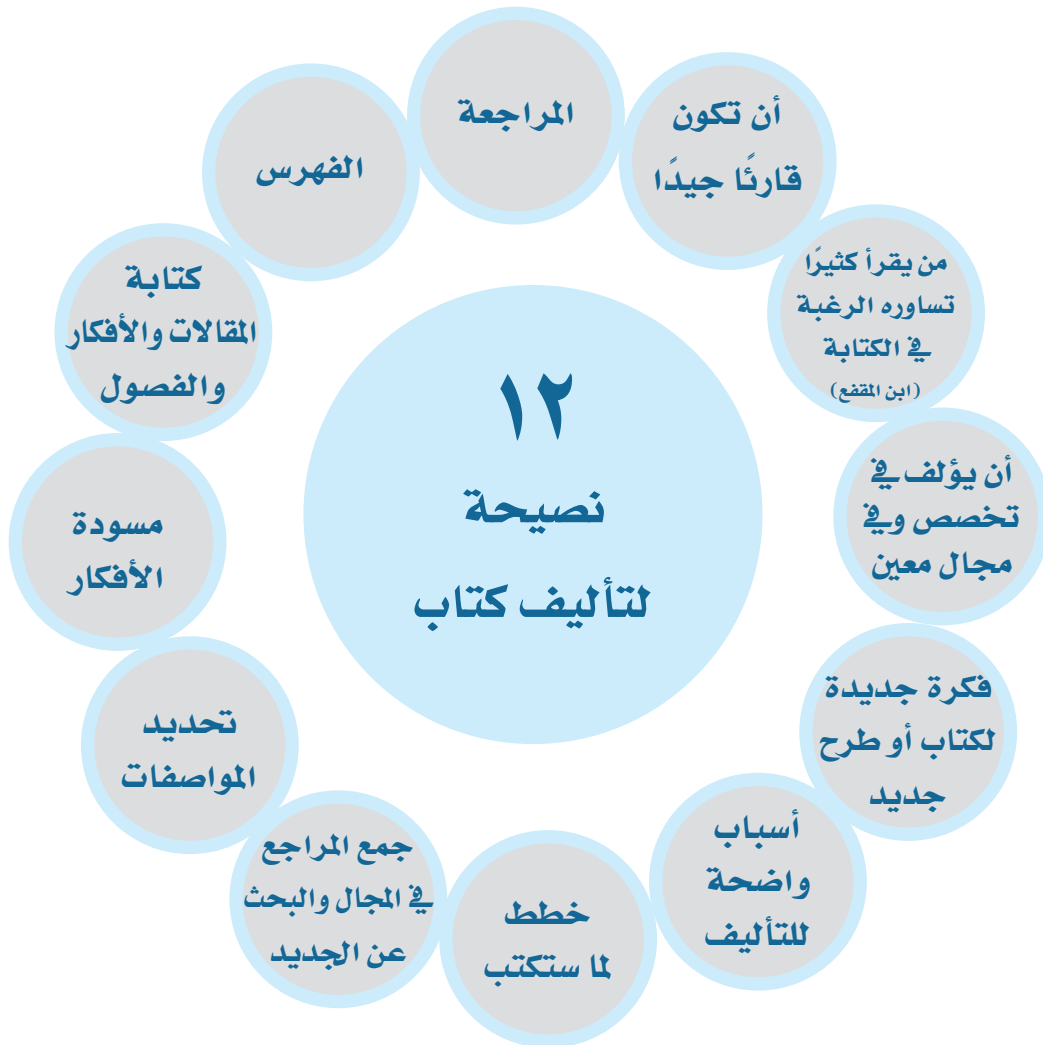 ١٢
نصيحة
لتأليف كتاب
أن تكون
قارئًا جيدًا
من يقرأ كثيرًا
تساوره الرغبة
في الكتابة
(ابن المقفع)
أن يؤلف في
تخصص وفي
مجال معين
فكرة جديدة
لكتاب أو طرح
جديد
أسباب
واضحة
للتأليف
خطط
لما ستكتب
جمع المراجع
في المجال والبحث
عن الجديد
تحديد
المواصفات
مسودة
الأفكار
كتابة
المقالات والأفكار
والفصول
الفهرس
المراجعة